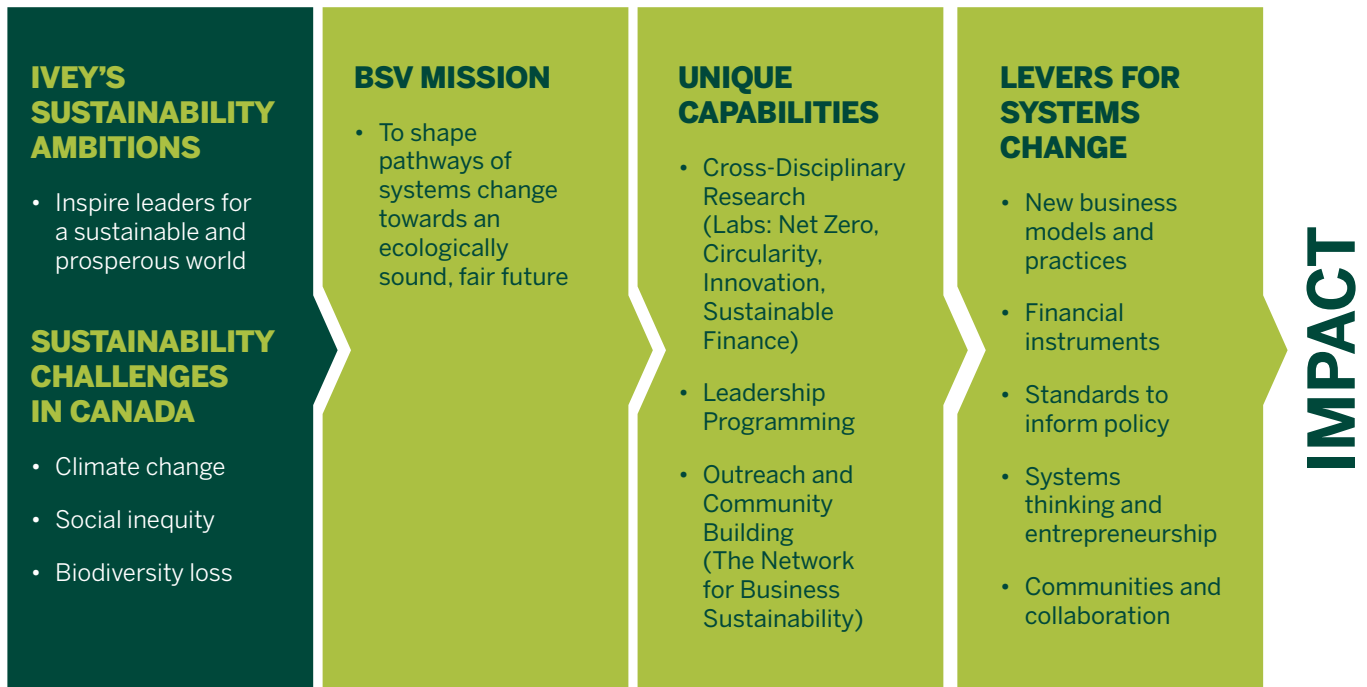 IVEY'S
SUSTAINABILITY
AMBITIONS
• Inspire leaders for
a sustainable and
prosperous world
SUSTAINABILITY
CHALLENGES
IN CANADA
• Climate change
• Social inequity
• Biodiversity loss
BSV MISSION
• To shape
pathways of
systems change
towards an
ecologically
sound, fair future
UNIQUE
CAPABILITIES
• Cross-Disciplinary
Research
(Labs: Net Zero,
Circularity,
Innovation,
Sustainable
Finance)
• Leadership
Programming
• Outreach and
Community
Building
(The Network
for Business
Sustainability)
LEVERS FOR
SYSTEMS
CHANGE
• New business
models and
practices
• Financial
instruments
• Standards to
inform policy
• Systems
thinking and
entrepreneurship
• Communities and
collaboration
IMPACT